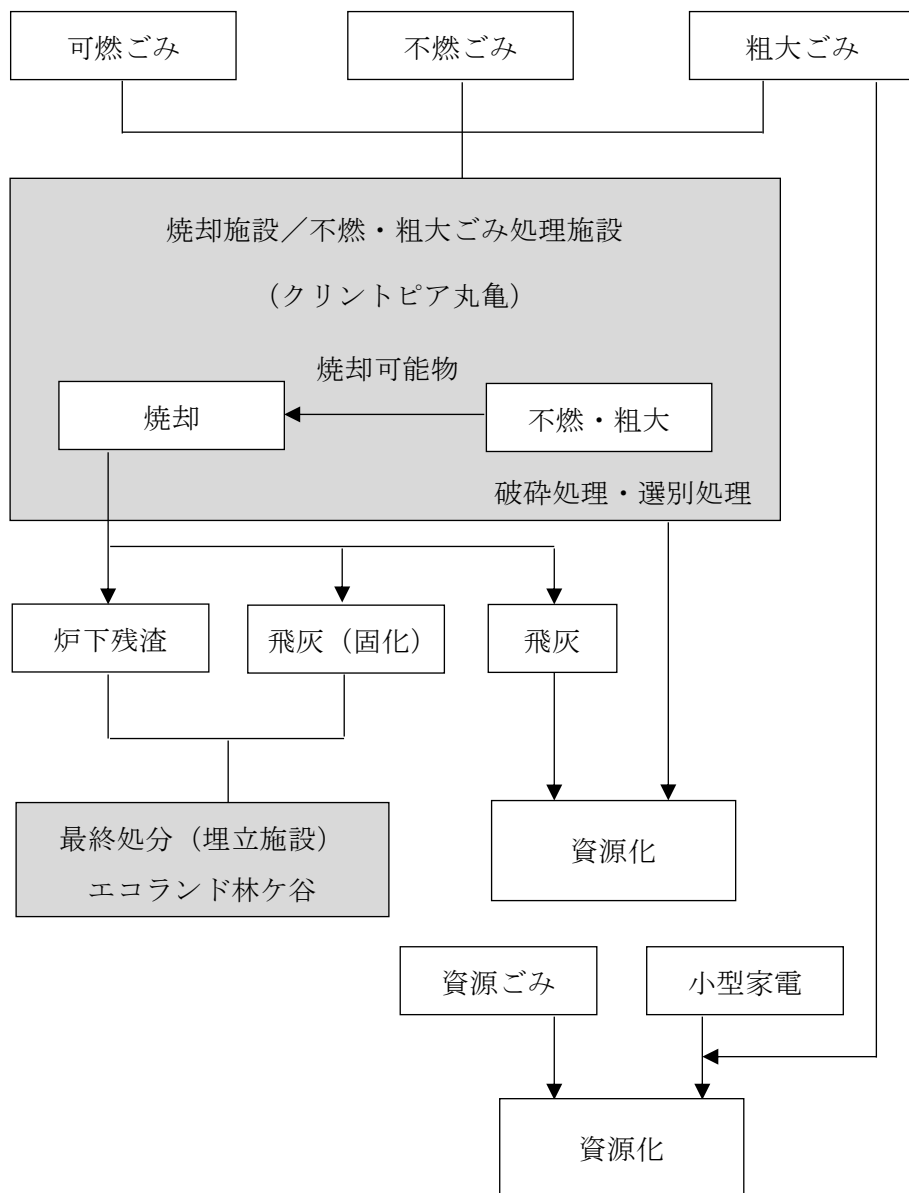 可燃ごみ
不燃ごみ
粗大ごみ
焼却施設／不燃・粗大ごみ処理施設
（クリントピア丸亀）
焼却可能物
焼却
不燃・粗大
破砕処理・選別処理
炉下残渣
飛灰（固化）
飛灰
最終処分（埋立施設）
エコランド林ケ谷
資源化
資源ごみ
小型家電
資源化